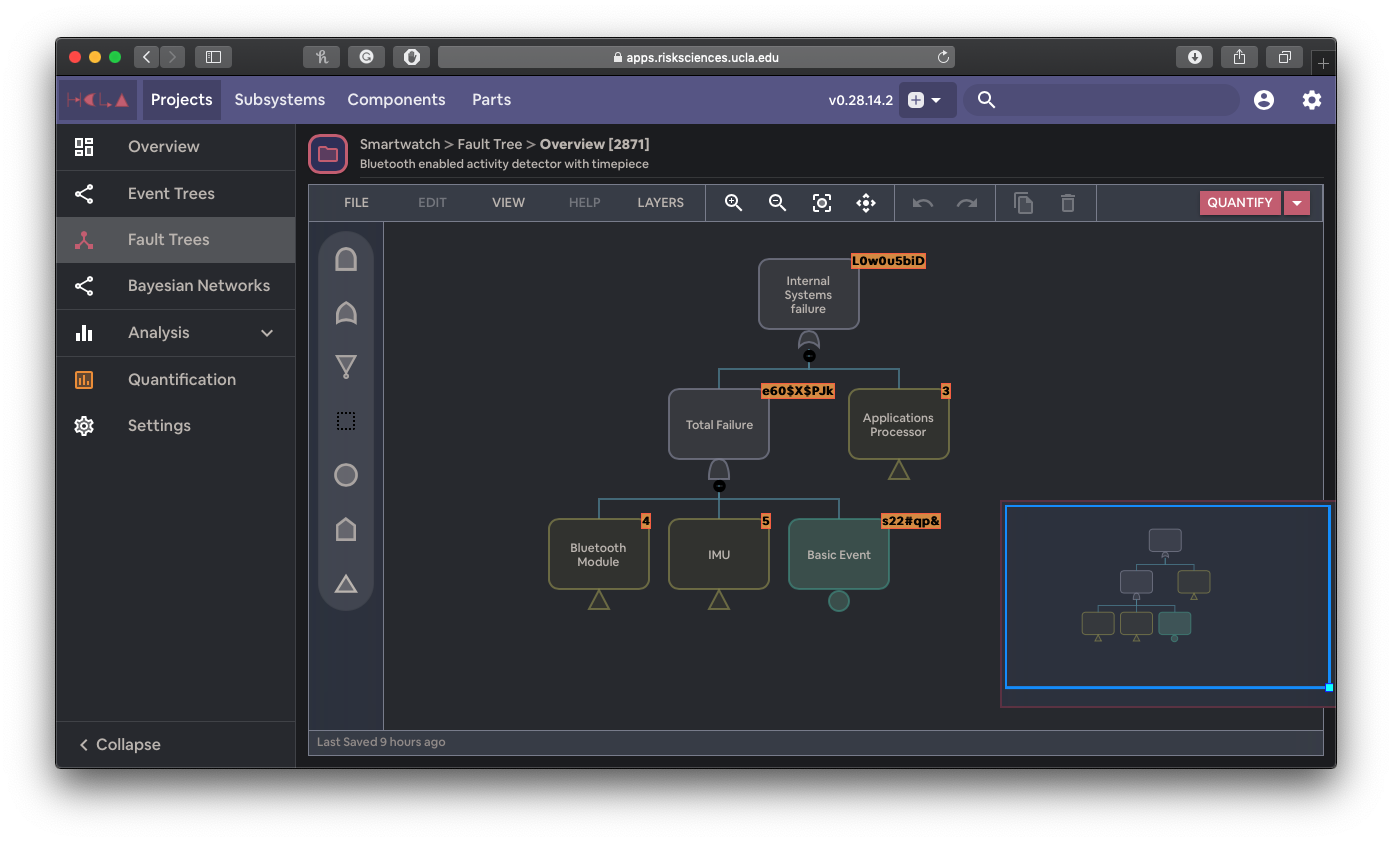 apps.risksciences.ucla.edu
HCLA Projects Subsystems Components Parts v0.28.14.2
Overview
Event Trees
Fault Trees
Bayesian Networks
Analysis
Quantification
Settings
Collapse
Smartwatch > Fault Tree > Overview [2871]
Bluetooth enabled activity detector with timepiece
FILE EDIT VIEW HELP LAYERS QUANTIFY
L0w0u5biD
Internal
Systems
failure
e60$X$PJk
3
Total Failure
Applications
Processor
4
5
s22#qp&
Bluetooth
Module
IMU
Basic Event
Last Saved 9 hours ago